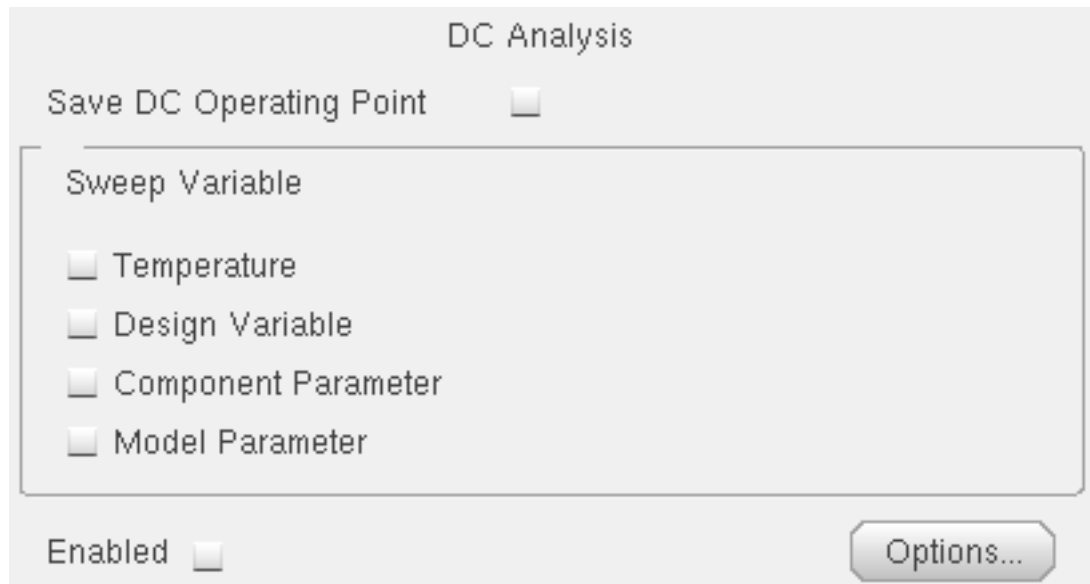 DC Analysis
Save DC Operating Point
Sweep Variable
Temperature
Design Variable
Component Parameter
Model Parameter
Enabled
Options...